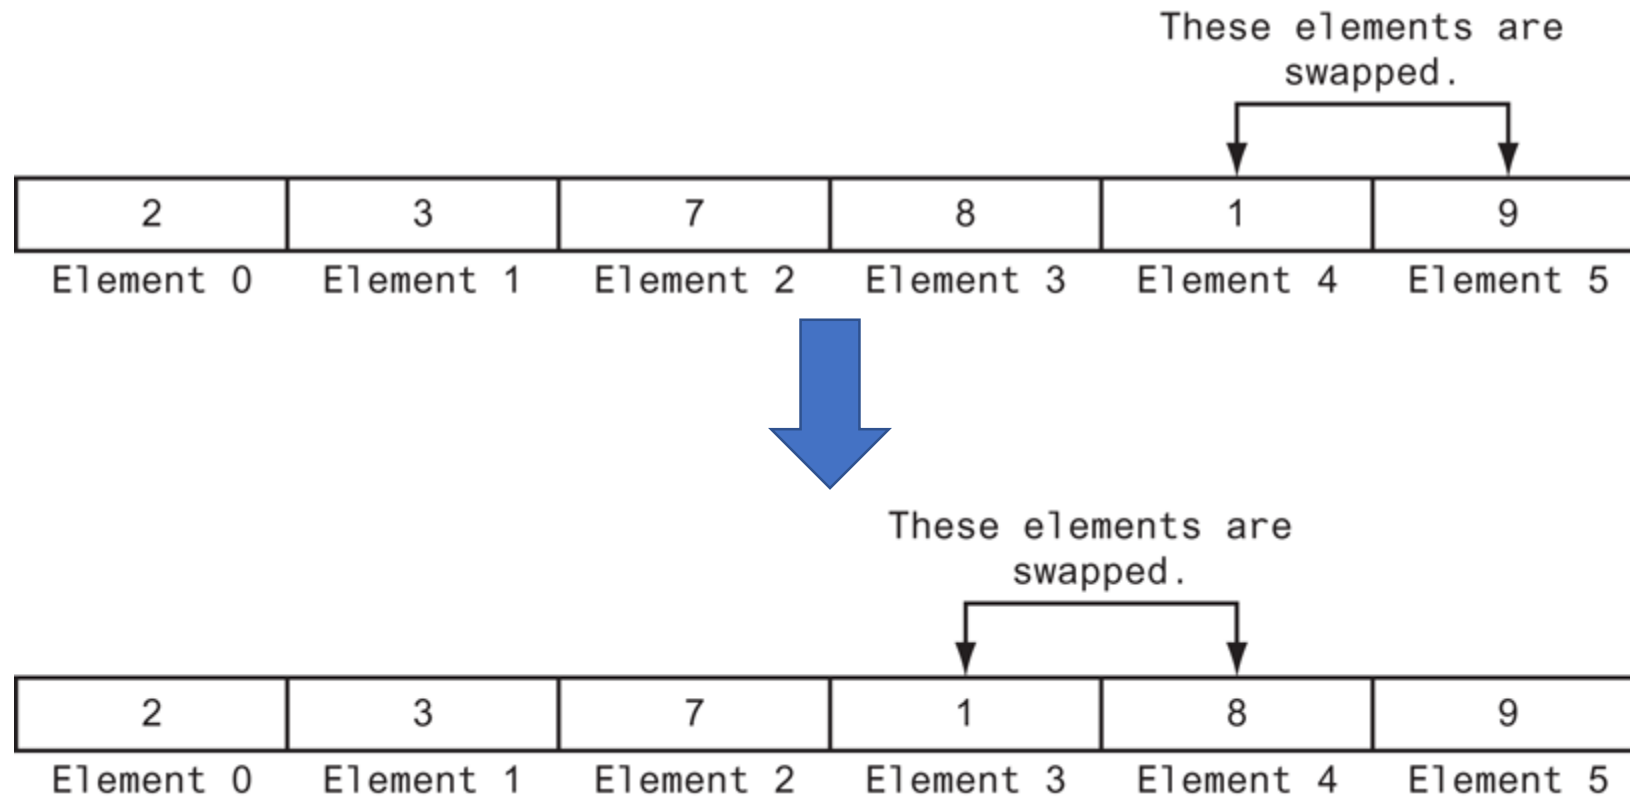 These elements are
swapped.
2 3 7 8 1 9
Element 0 Element 1 Element 2 Element 3 Element 4 Element 5
These elements are
swapped.
2 3 7 1 8 9
Element 0 Element 1 Element 2 Element 3 Element 4 Element 5